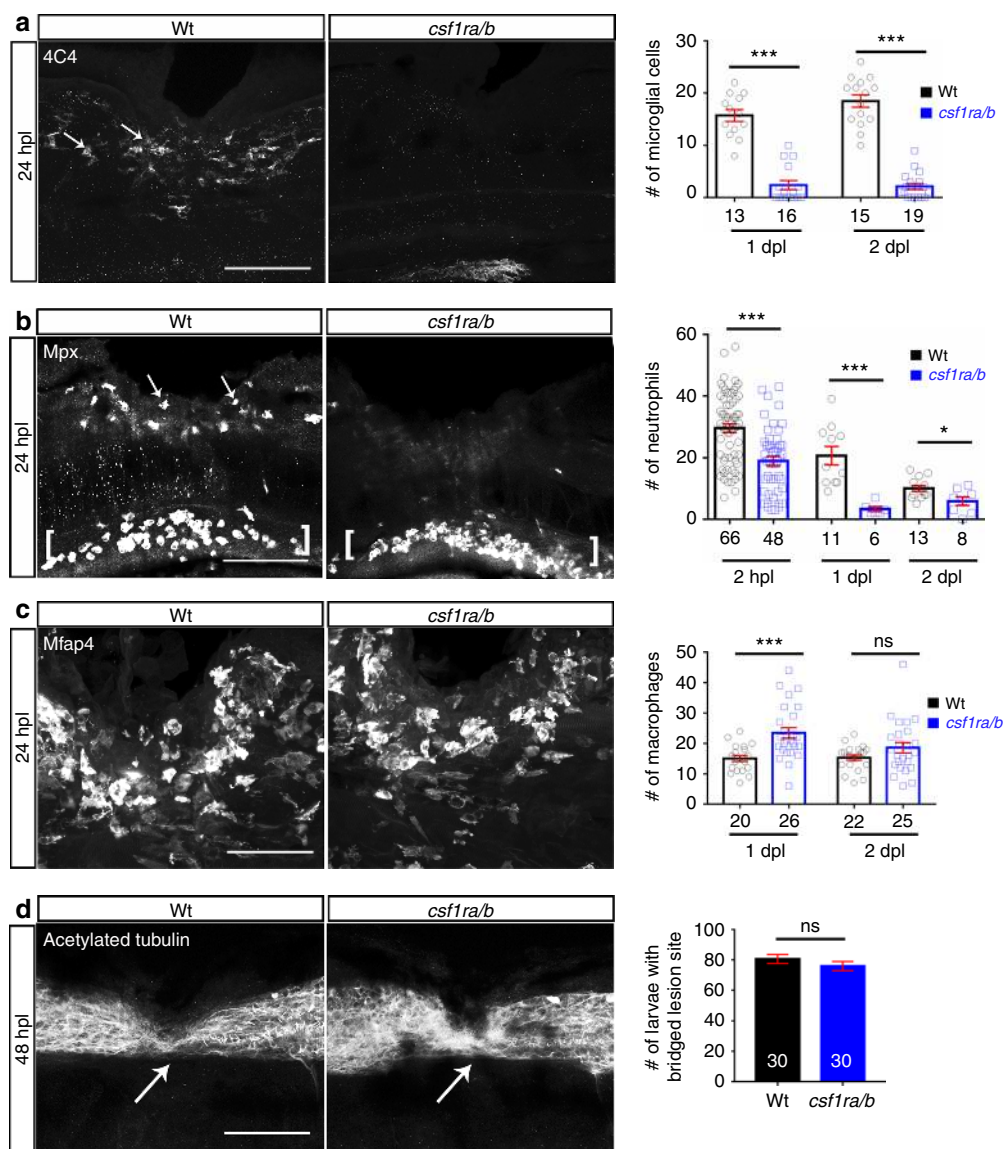 a
Wt
csf1ra/b
24 hpl
4C4
# of microglial cells
30
20
10
0
***
***
Wt
csf1ra/b
13
16
15
19
1 dpl
2 dpl
b
Wt
csf1ra/b
24 hpl
Mpx
[ ]
[ ]
# of neutrophils
60
40
20
0
***
***
*
Wt
csf1ra/b
66
48
11
6
13
8
2 hpl
1 dpl
2 dpl
c
Wt
csf1ra/b
24 hpl
Mfap4
# of macrophages
50
40
30
20
10
0
***
ns
Wt
csf1ra/b
20
26
22
25
1 dpl
2 dpl
d
Wt
csf1ra/b
48 hpl
Acetylated tubulin
# of larvae with
bridged lesion site
100
80
60
40
20
0
ns
30
30
Wt
csf1ra/b